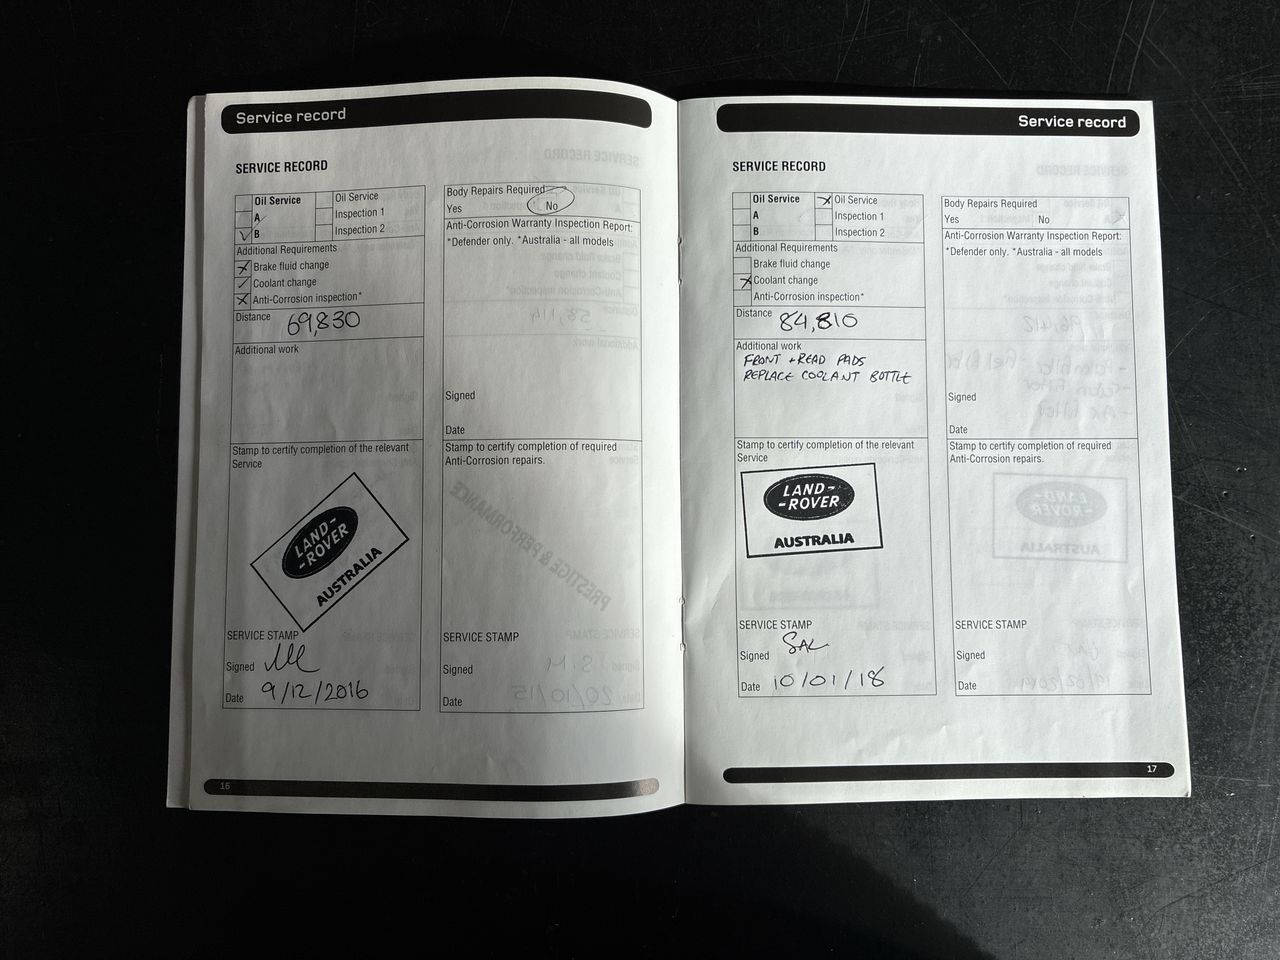 Service record
SERVICE RECORD
Oil Service
Oil Service
A
Inspection 1
B
Inspection 2
Additional Requirements
Brake fluid change
Coolant change
Anti-Corrosion inspection*
Distance
69,830
Additional work
Stamp to certify completion of the relevant
Service
LAND-
-ROVER
AUSTRALIA
SERVICE STAMP
Signed
Date 9/12/2016
16
Body Repairs Required
Yes No
Anti-Corrosion Warranty Inspection Report:
*Defender only. *Australia - all models
Signed
Date
Stamp to certify completion of required
Anti-Corrosion repairs.
SERVICE STAMP
Signed
Date
Service record
SERVICE RECORD
Oil Service
Oil Service
A
Inspection 1
B
Inspection 2
Additional Requirements
Brake fluid change
Coolant change
Anti-Corrosion inspection*
Distance
84,810
Additional work
FRONT + READ PADS
REPLACE COOLANT BOTTLE
Stamp to certify completion of the relevant
Service
LAND-
-ROVER
AUSTRALIA
SERVICE STAMP
Signed SAL
Date 10/01/18
Body Repairs Required
Yes No
Anti-Corrosion Warranty Inspection Report:
*Defender only. *Australia - all models
Signed
Date
Stamp to certify completion of required
Anti-Corrosion repairs.
SERVICE STAMP
Signed
Date
17